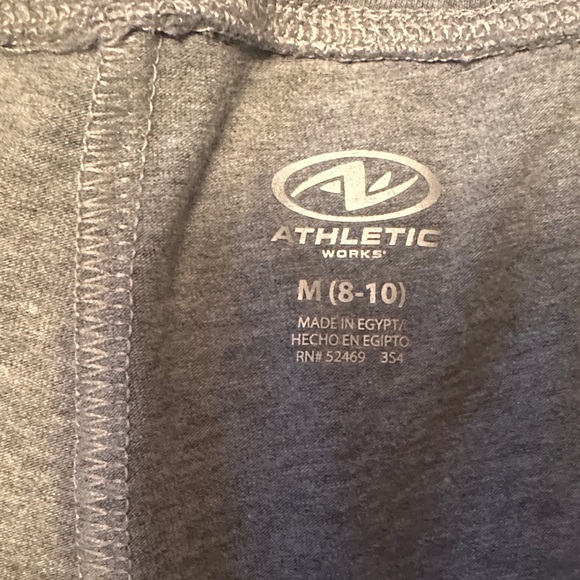 ATHLETIC
WORKS®
M (8-10)
MADE IN EGYPT/
HECHO EN EGIPTO
RN# 52469 3S4